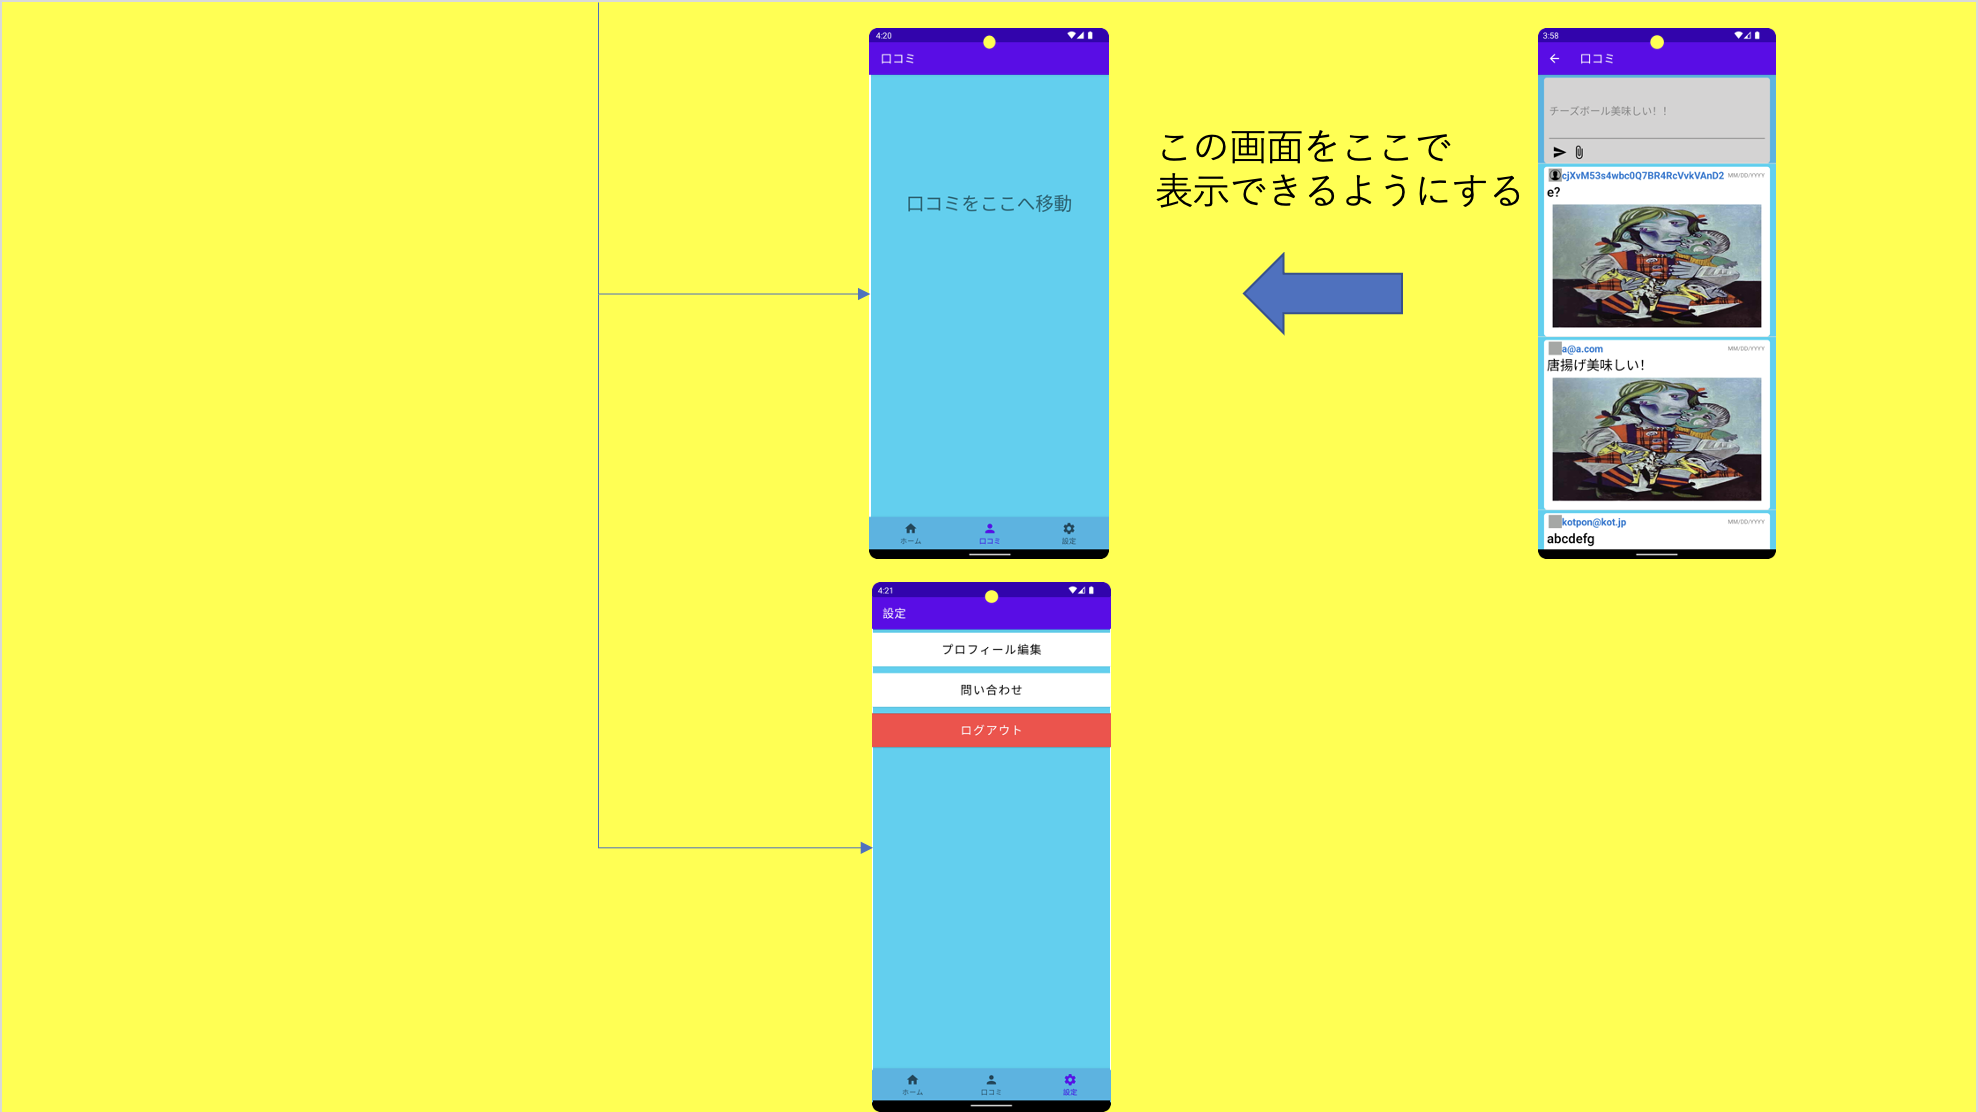 4:20
口コミ
口コミをここへ移動
ホーム
口コミ
設定
この画面をここで
表示できるようにする
3:58
口コミ
チーズボール美味しい！！
cjXvM53s4wbc0Q7BR4RcVvkVAnD2 MM/DD/YYYY
e?
a@a.com MM/DD/YYYY
唐揚げ美味しい！
kotpon@kot.jp MM/DD/YYYY
abcdefg
4:21
設定
プロフィール編集
問い合わせ
ログアウト
ホーム
口コミ
設定